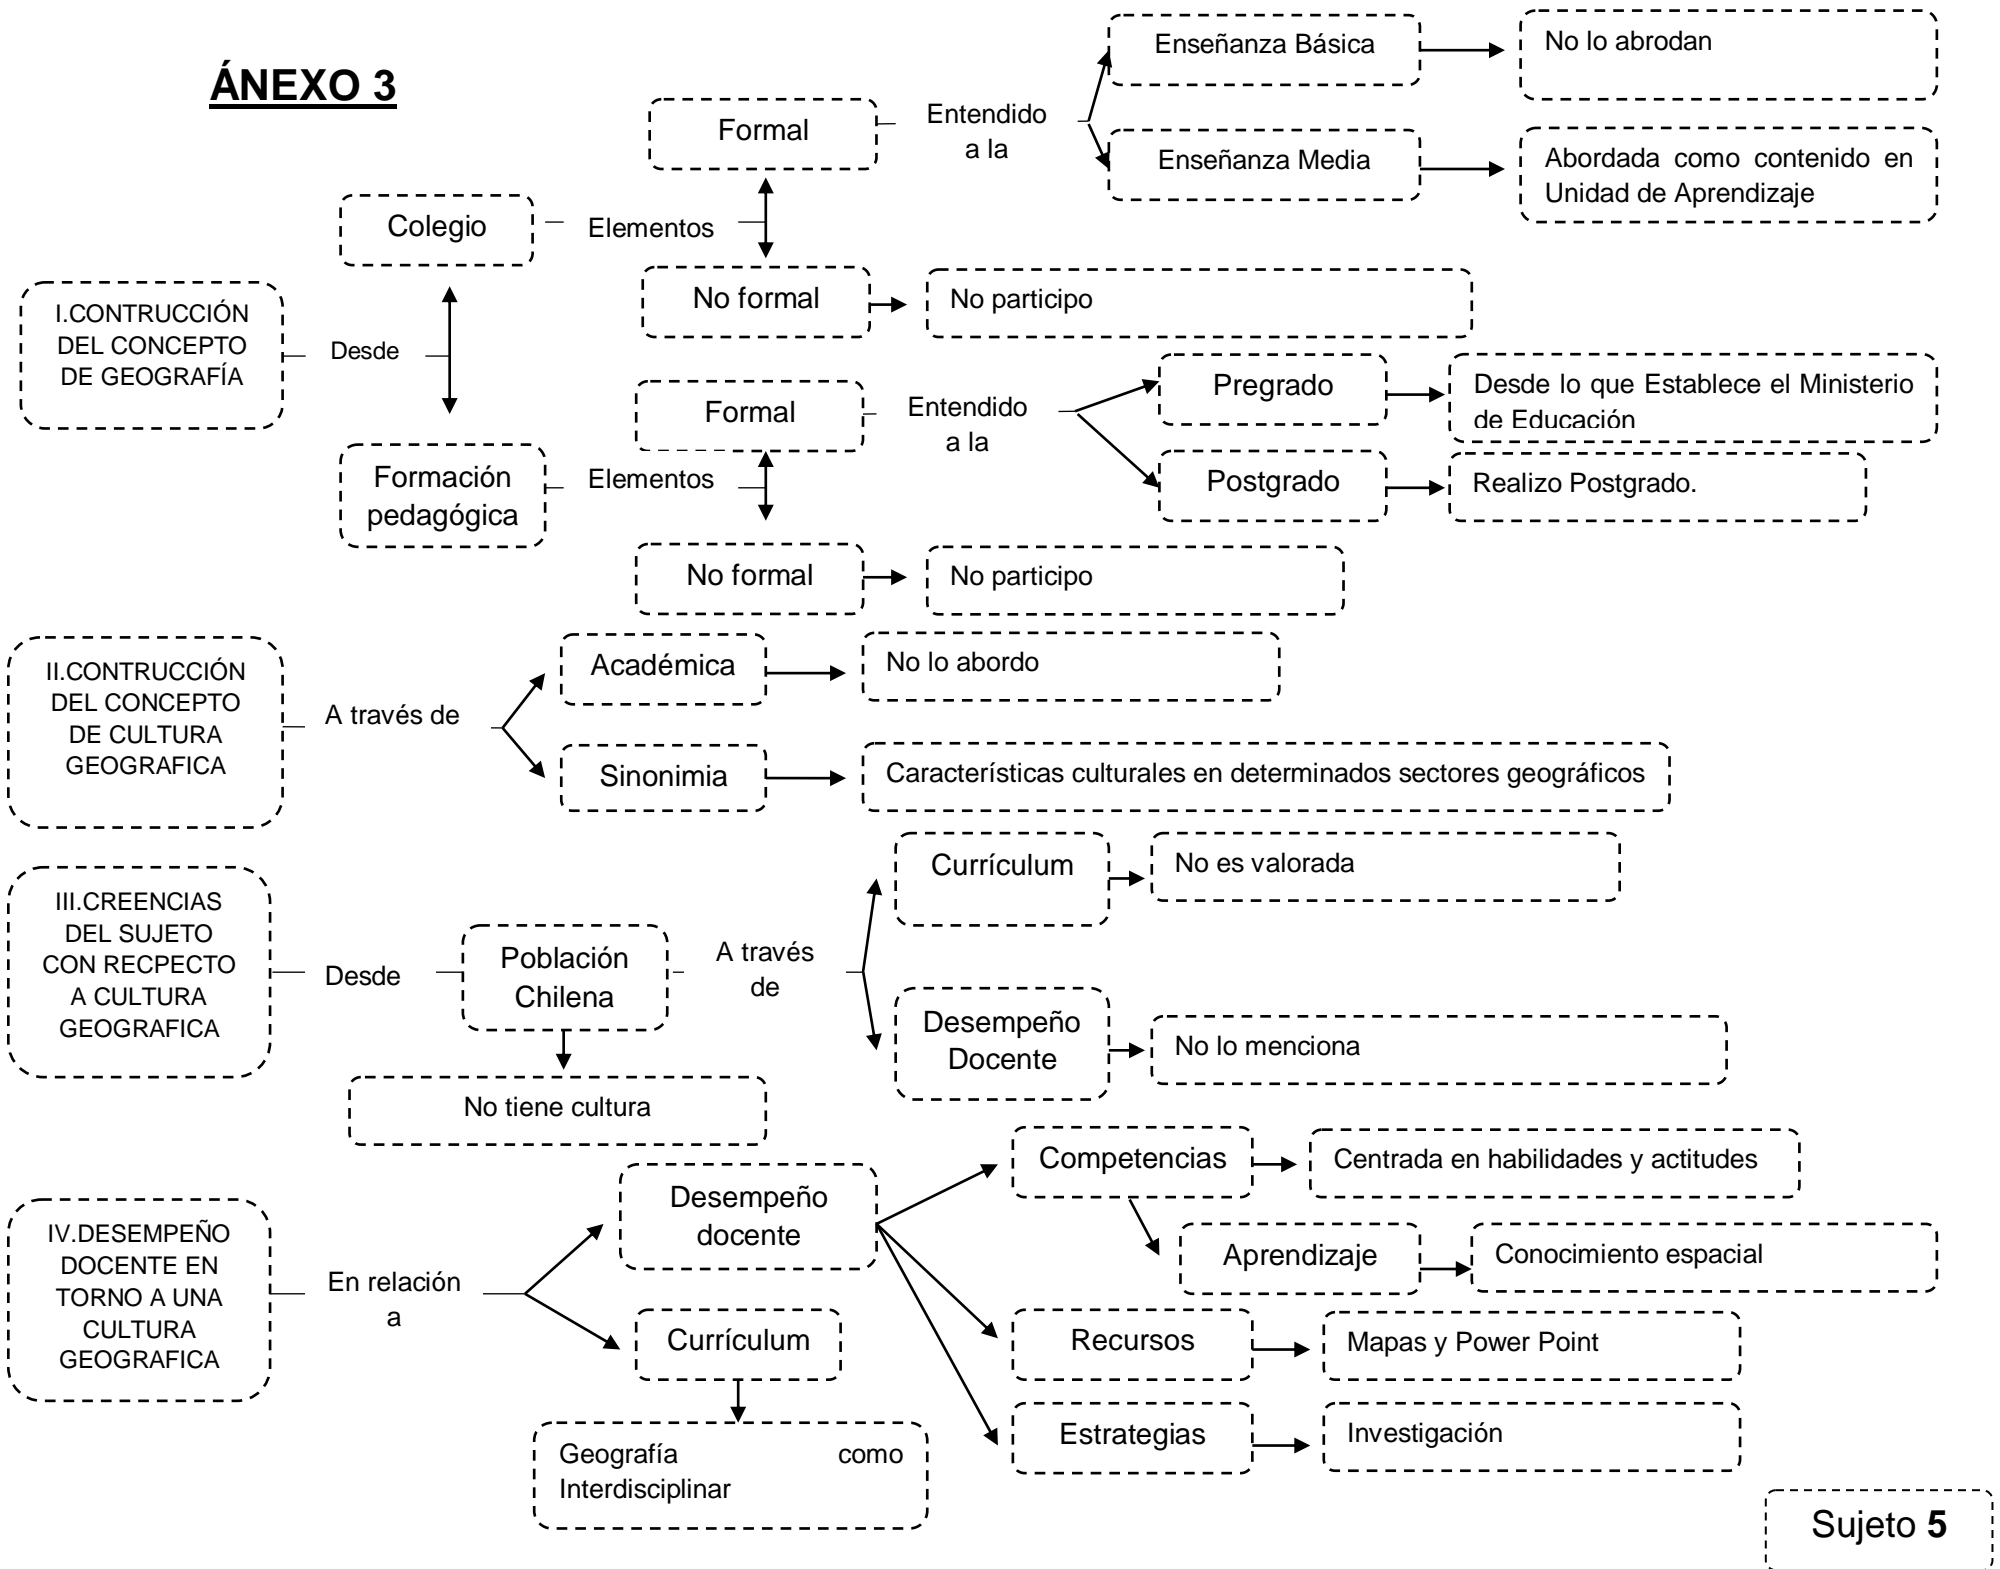 ÁNEXO 3
Enseñanza Básica
No lo abrodan
Formal
Entendido
a la
Enseñanza Media
Abordada como contenido en
Unidad de Aprendizaje
Colegio
Elementos
No formal
No participo
I.CONTRUCCIÓN
DEL CONCEPTO
DE GEOGRAFÍA
Desde
Formal
Entendido
a la
Pregrado
Desde lo que Establece el Ministerio
de Educación
Formación
pedagógica
Elementos
Postgrado
Realizo Postgrado.
No formal
No participo
II.CONTRUCCIÓN
DEL CONCEPTO
DE CULTURA
GEOGRAFICA
A través de
Académica
No lo abordo
Sinonimia
Características culturales en determinados sectores geográficos
III.CREENCIAS
DEL SUJETO
CON RECPECTO
A CULTURA
GEOGRAFICA
Desde
Población
Chilena
A través
de
Currículum
No es valorada
Desempeño
Docente
No lo menciona
No tiene cultura
IV.DESEMPEÑO
DOCENTE EN
TORNO A UNA
CULTURA
GEOGRAFICA
En relación
a
Desempeño
docente
Competencias
Centrada en habilidades y actitudes
Aprendizaje
Conocimiento espacial
Currículum
Recursos
Mapas y Power Point
Geografía como
Interdisciplinar
Estrategias
Investigación
Sujeto 5